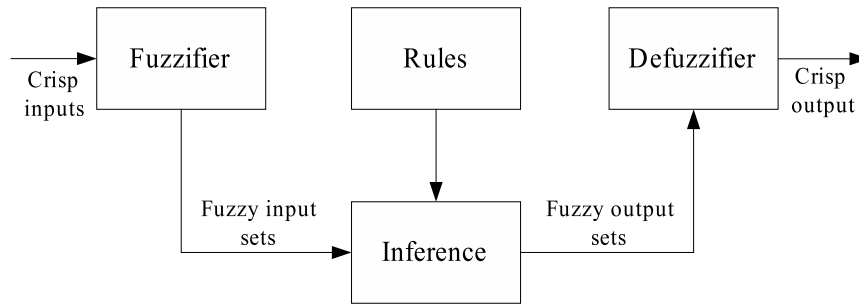 Fuzzifier
Rules
Defuzzifier
Crisp
inputs
Crisp
output
Fuzzy input
sets
Fuzzy output
sets
Inference